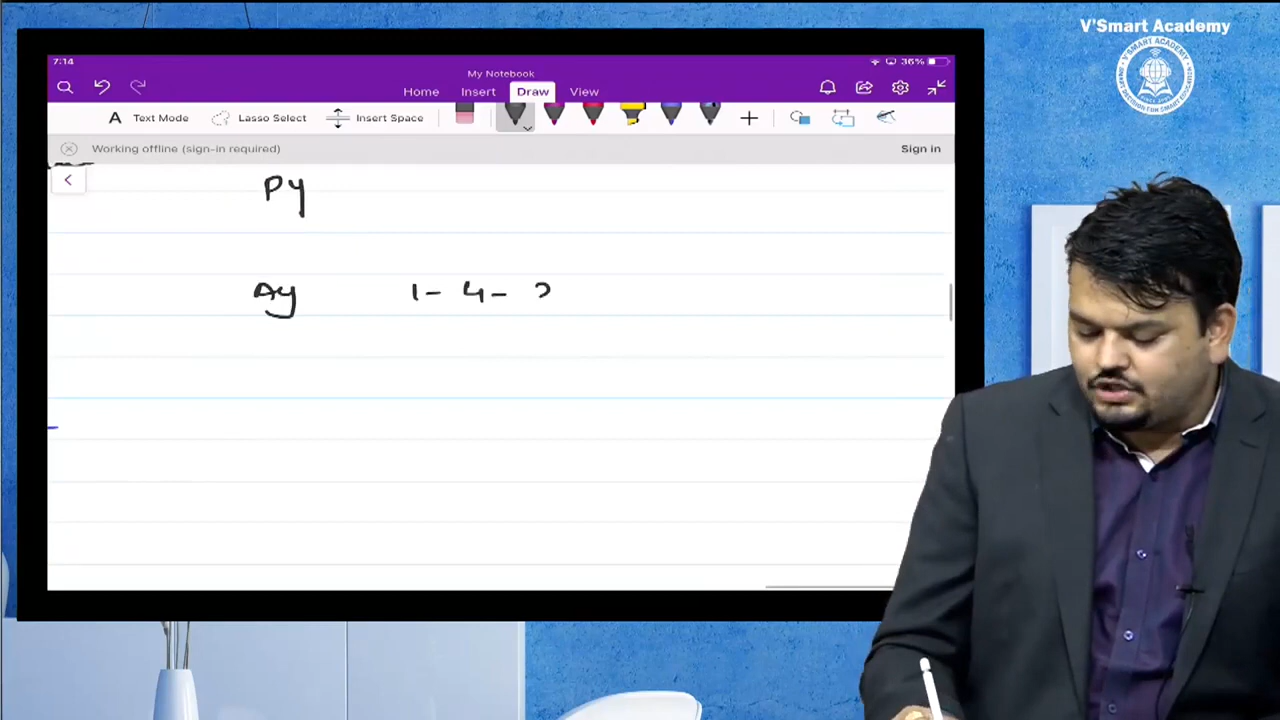 V'Smart Academy
7:14
36%
My Notebook
Home Insert Draw View
A Text Mode Lasso Select Insert Space
Working offline (sign-in required) Sign in
Py
Ay 1- 4- 2